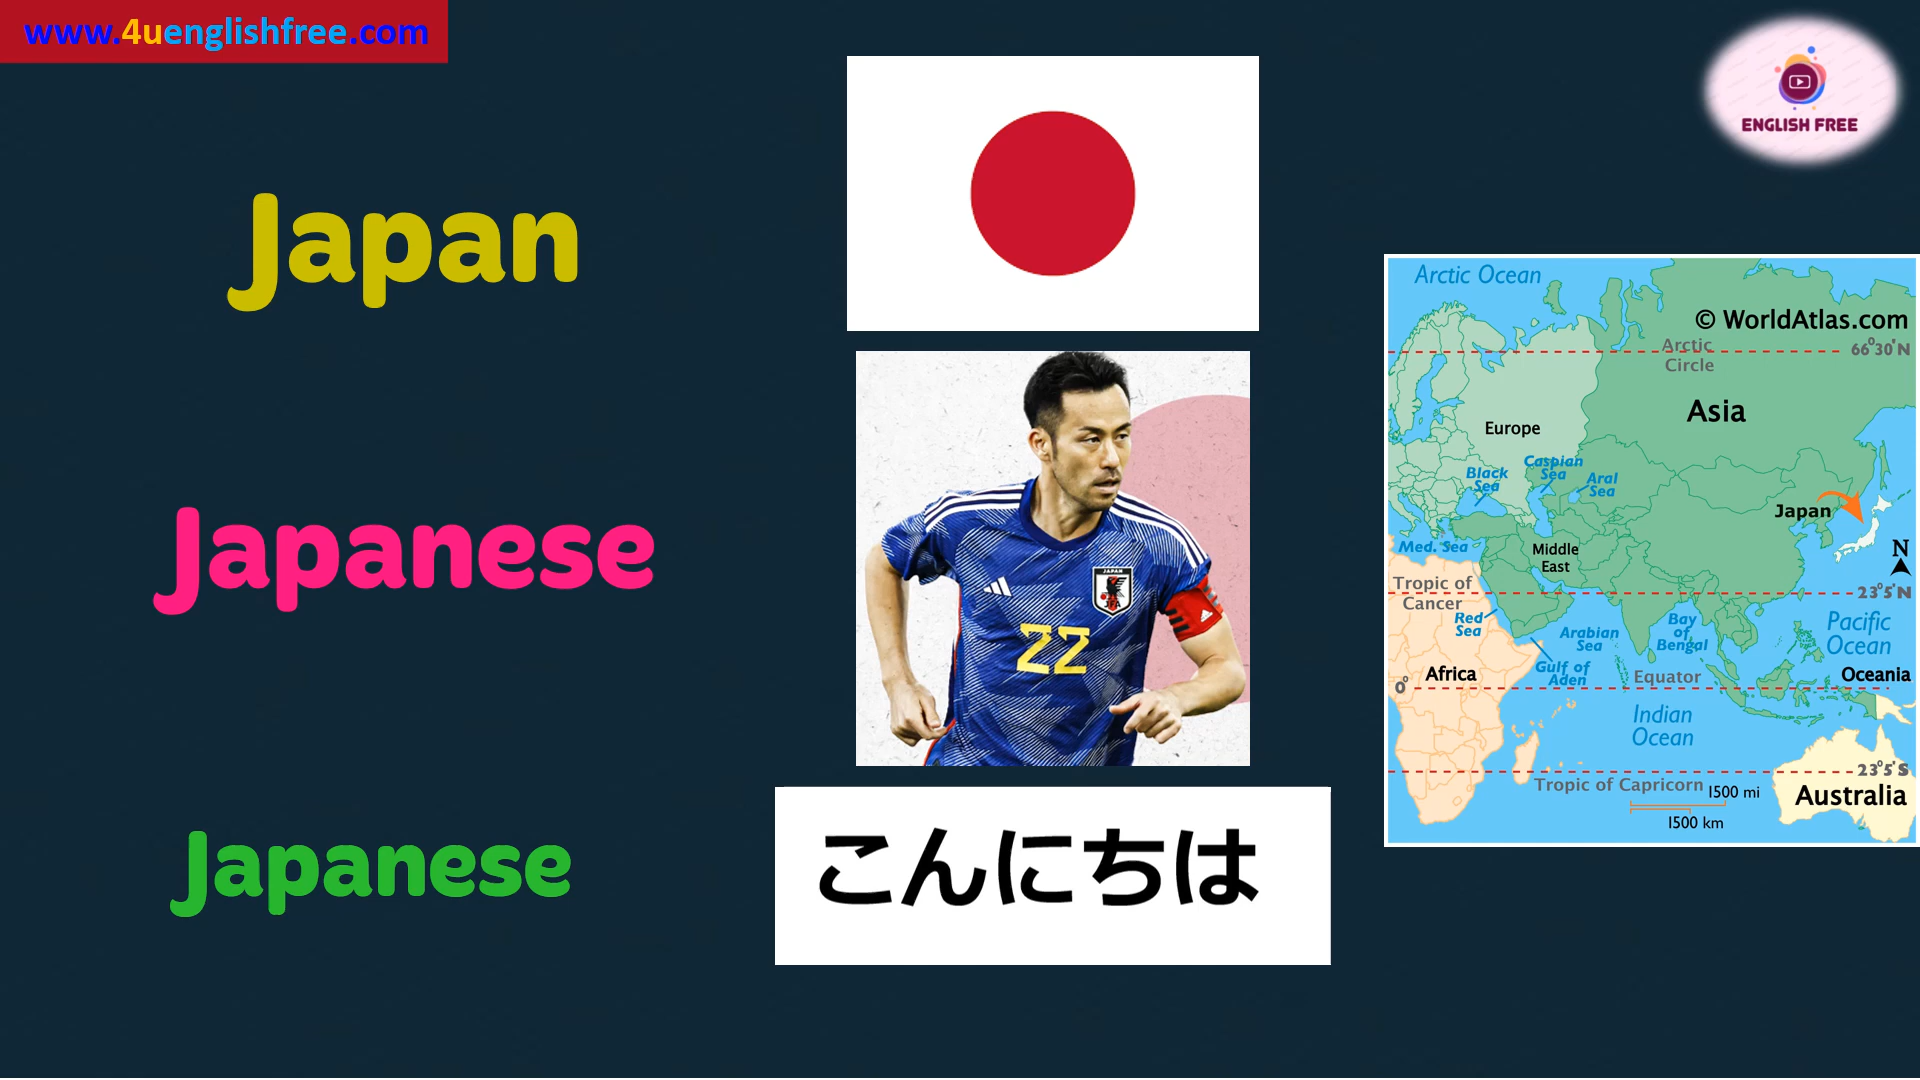 www.4uenglishfree.com
ENGLISH FREE
Japan
Japanese
Japanese
JAPAN
JFA
22
こんにちは
Arctic Ocean
© WorldAtlas.com
Arctic
Circle
66°30'N
Asia
Europe
Black
Sea
Caspian
Sea
Aral
Sea
Japan
N
Med. Sea
Middle
East
Tropic of
Cancer
23°5'N
Red
Sea
Arabian
Sea
Bay
of
Bengal
Pacific
Ocean
Gulf of
Aden
Africa
Oceania
0°
Equator
Indian
Ocean
23°5'S
Tropic of Capricorn
1500 mi
1500 km
Australia